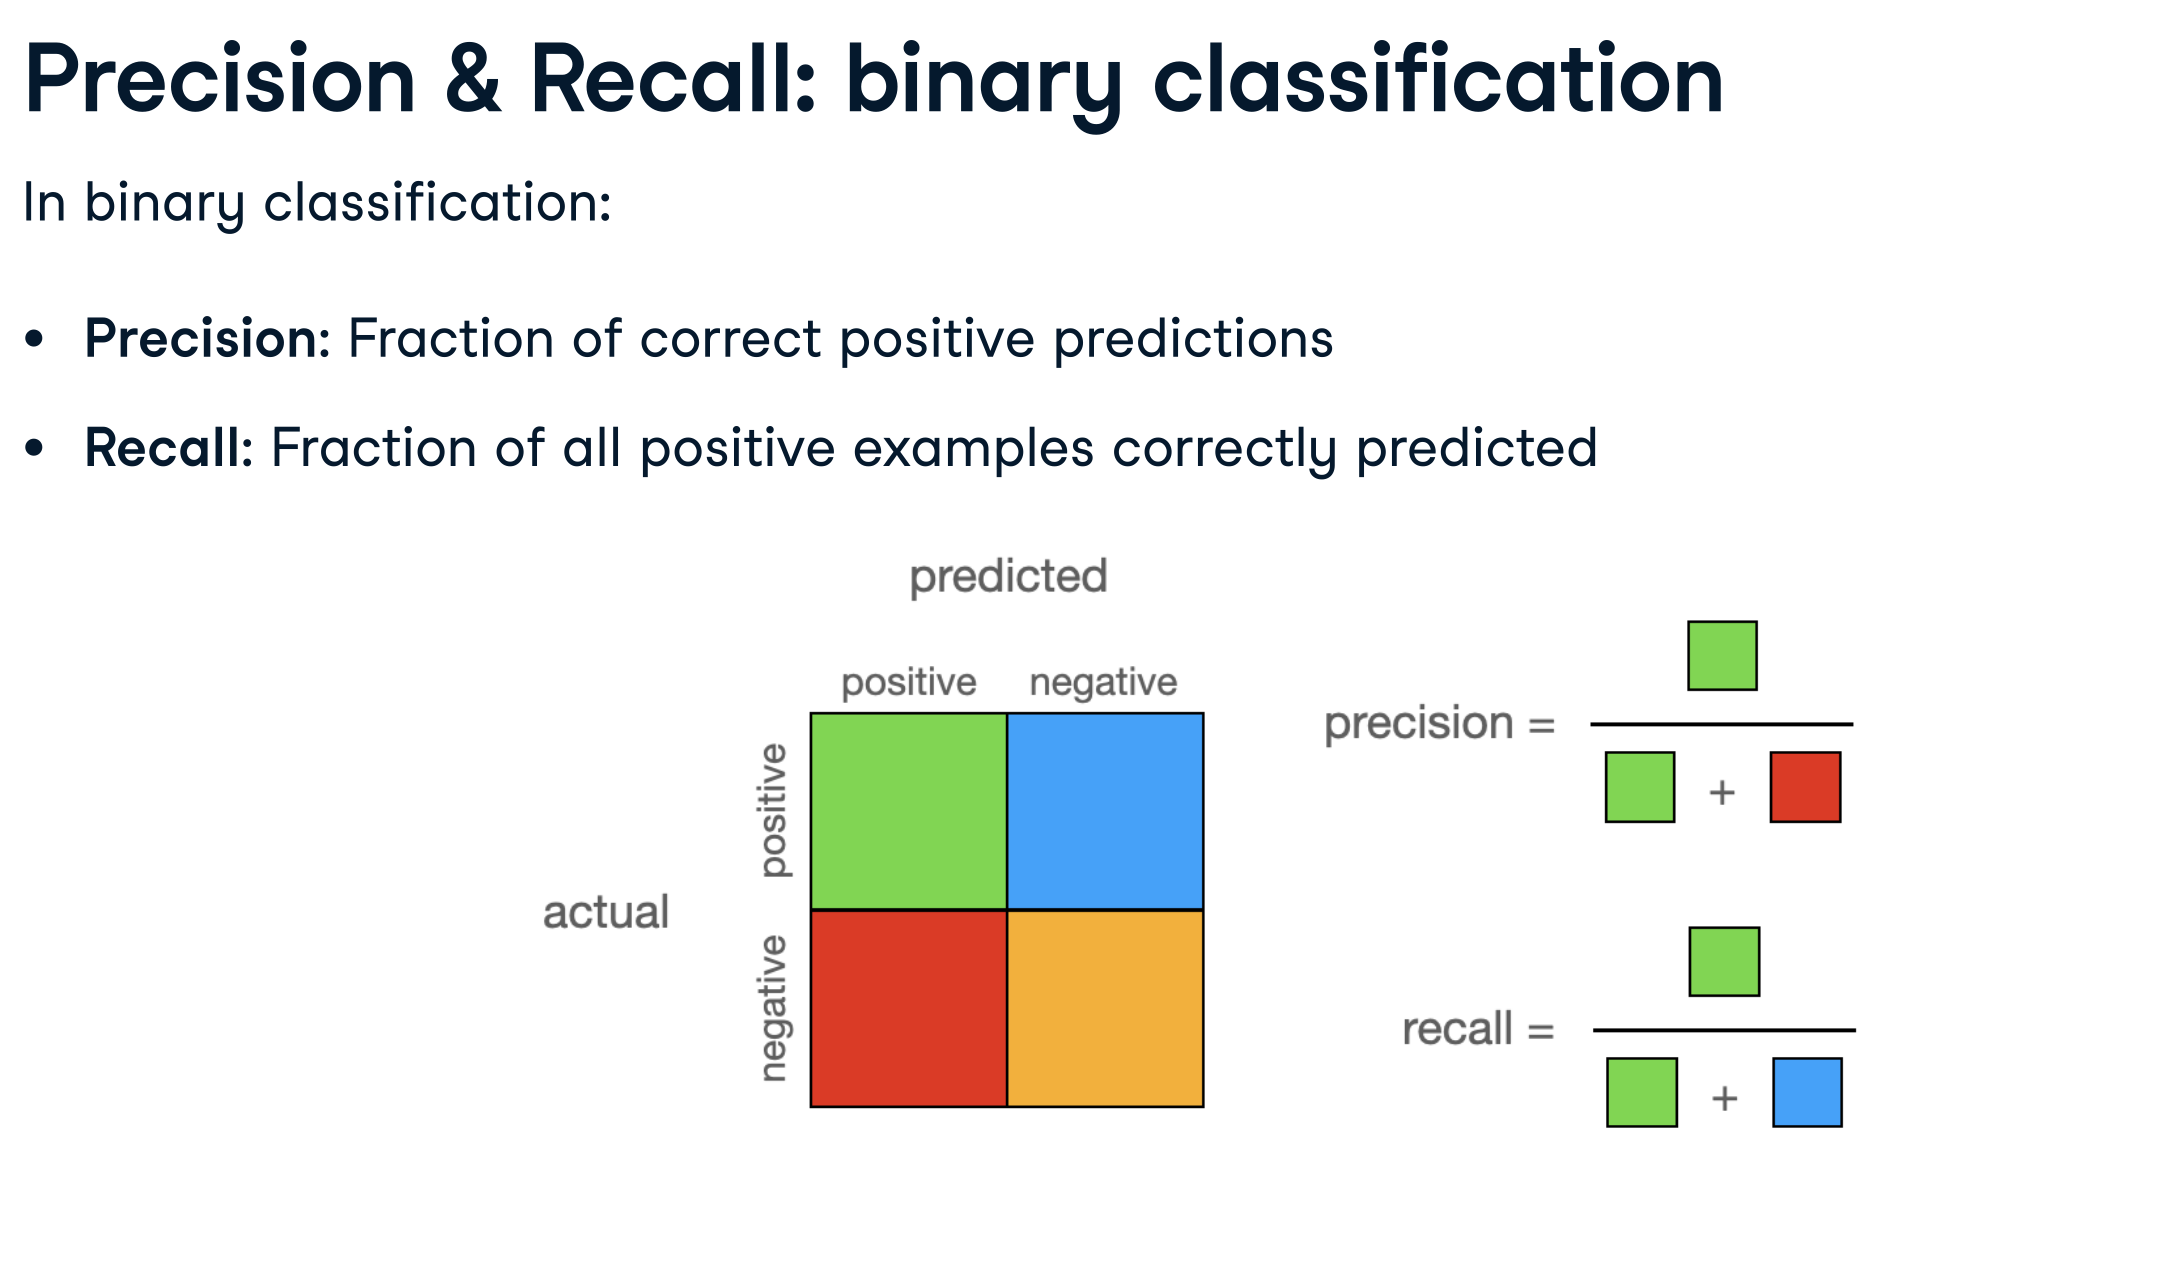 Precision & Recall: binary classification
In binary classification:
• Precision: Fraction of correct positive predictions
• Recall: Fraction of all positive examples correctly predicted
predicted
positive negative
positive
actual
negative
precision =
+
recall =
+